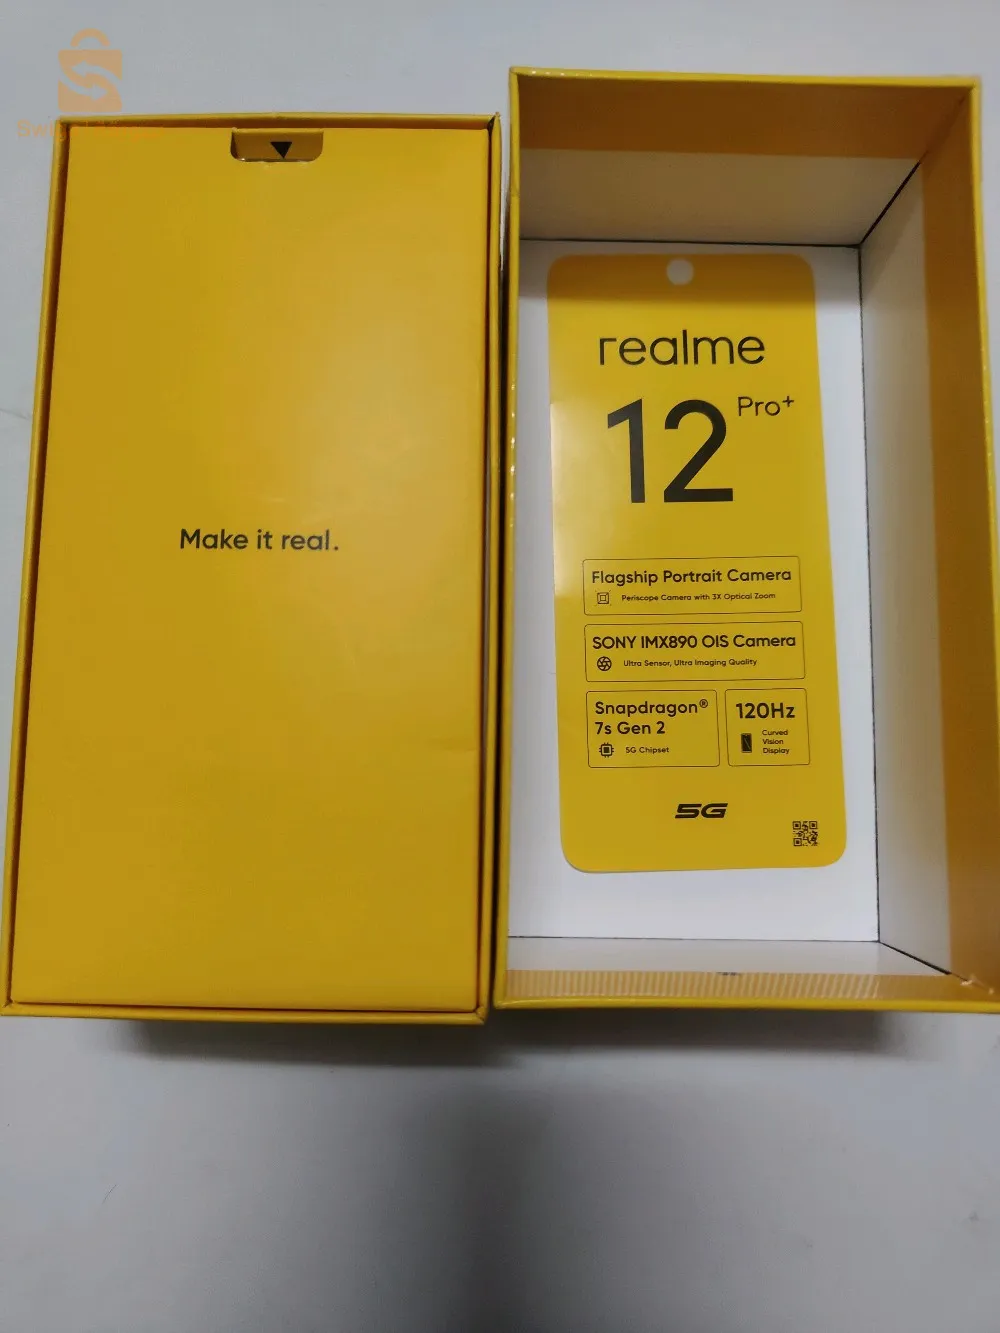 Make it real.
realme
12 Pro+
Flagship Portrait Camera
Periscope Camera with 3X Optical Zoom
SONY IMX890 OIS Camera
Ultra Sensor, Ultra Imaging Quality
Snapdragon®
7s Gen 2
5G Chipset
120Hz
Curved
Vision
Display
5G